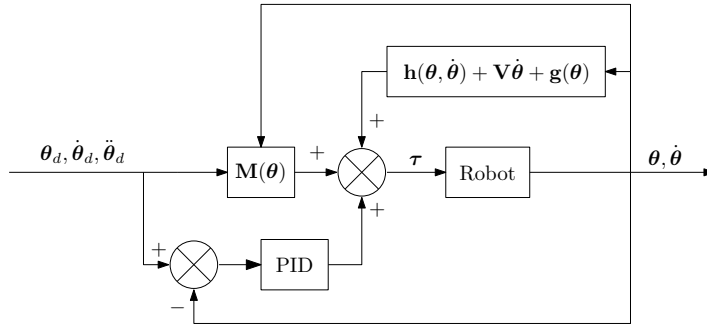 h(θ, θ̇) + Vθ̇ + g(θ)
+
θ_d, θ̇_d, θ̈_d
M(θ)
+
τ
Robot
θ, θ̇
+
+
PID
−